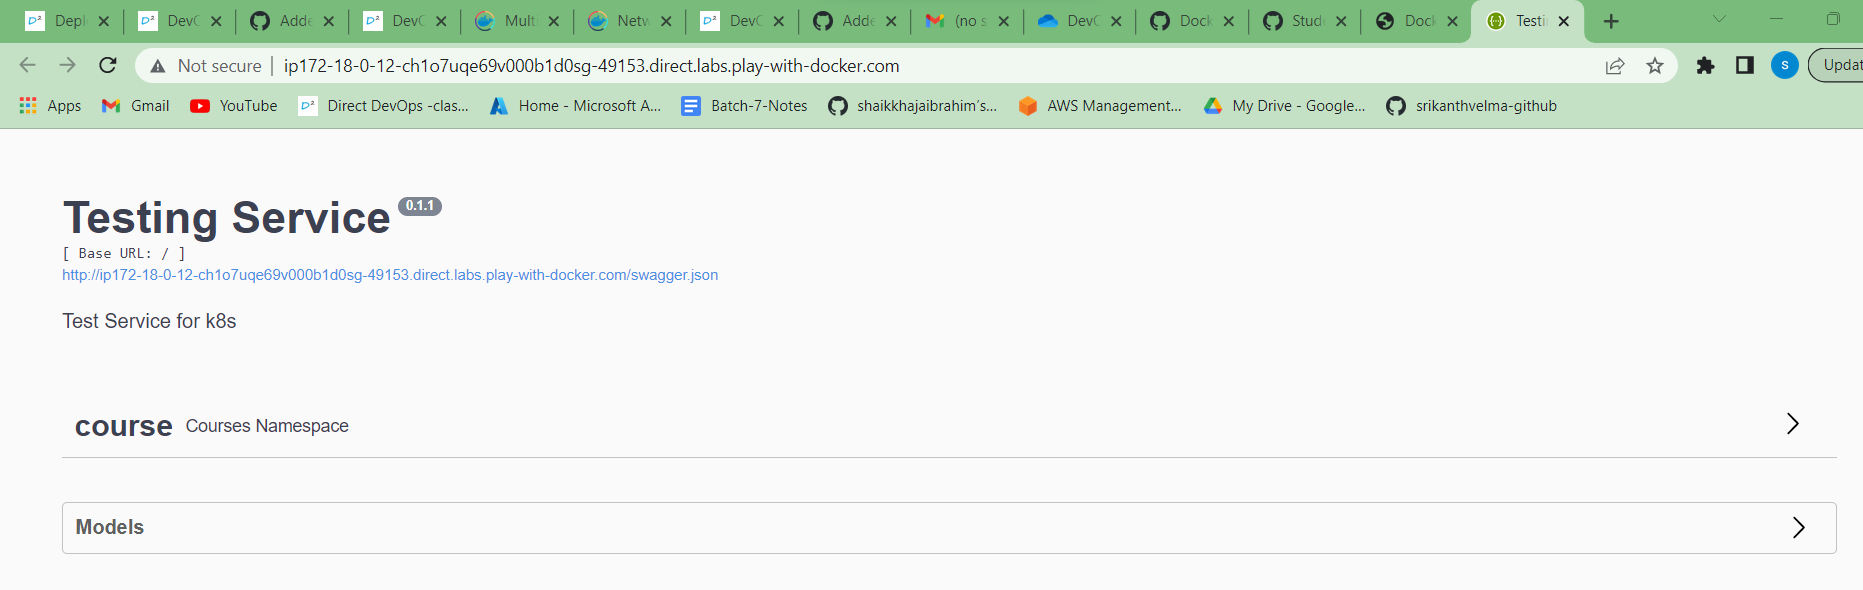 Depl DevC Adde DevC Mult Netw DevC Adde (no s DevC Dock Stud Dock Testi
Not secure | ip172-18-0-12-ch1o7uqe69v000b1d0sg-49153.direct.labs.play-with-docker.com S Updat
Apps Gmail YouTube Direct DevOps -clas... Home - Microsoft A... Batch-7-Notes shaikkhajaibrahim's... AWS Management... My Drive - Google... srikanthvelma-github
Testing Service 0.1.1
[ Base URL: / ]
http://ip172-18-0-12-ch1o7uqe69v000b1d0sg-49153.direct.labs.play-with-docker.com/swagger.json
Test Service for k8s
course Courses Namespace
Models